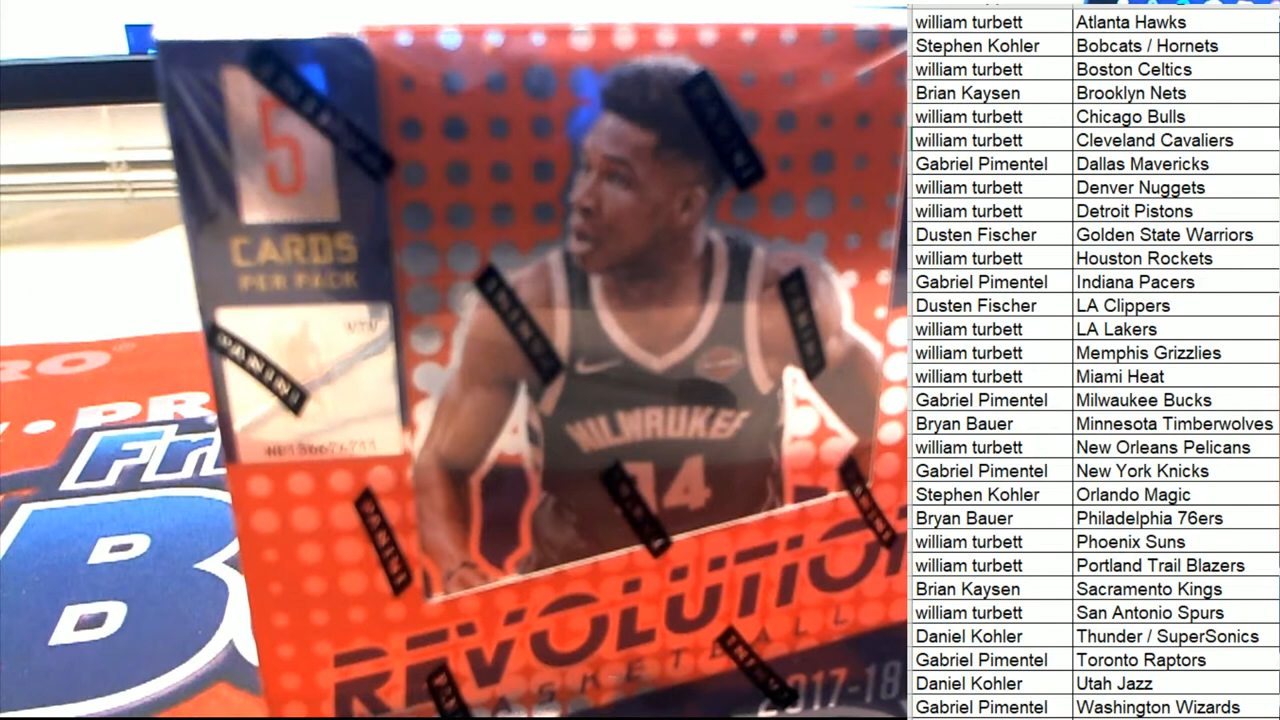 5
CARDS
PER PACK
PANINI
RO
PR
Fr
B
D
D
MILWAUKEE
34
REVOLUTIO
BASKETBALL
2017-18
william turbett Atlanta Hawks
Stephen Kohler Bobcats / Hornets
william turbett Boston Celtics
Brian Kaysen Brooklyn Nets
william turbett Chicago Bulls
william turbett Cleveland Cavaliers
Gabriel Pimentel Dallas Mavericks
william turbett Denver Nuggets
william turbett Detroit Pistons
Dusten Fischer Golden State Warriors
william turbett Houston Rockets
Gabriel Pimentel Indiana Pacers
Dusten Fischer LA Clippers
william turbett LA Lakers
william turbett Memphis Grizzlies
william turbett Miami Heat
Gabriel Pimentel Milwaukee Bucks
Bryan Bauer Minnesota Timberwolves
william turbett New Orleans Pelicans
Gabriel Pimentel New York Knicks
Stephen Kohler Orlando Magic
Bryan Bauer Philadelphia 76ers
william turbett Phoenix Suns
william turbett Portland Trail Blazers
Brian Kaysen Sacramento Kings
william turbett San Antonio Spurs
Daniel Kohler Thunder / SuperSonics
Gabriel Pimentel Toronto Raptors
Daniel Kohler Utah Jazz
Gabriel Pimentel Washington Wizards